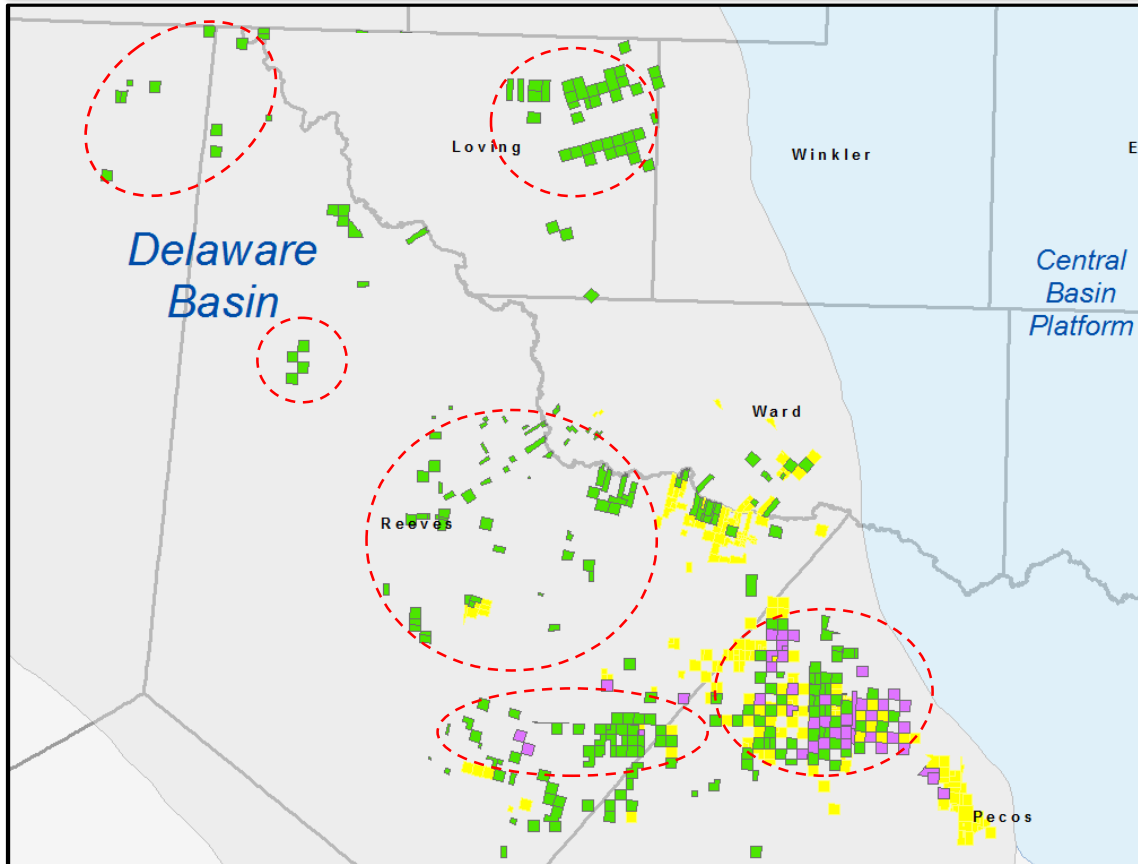 Loving
Winkler
E
Delaware
Basin
Central
Basin
Platform
Ward
Reeves
Pecos